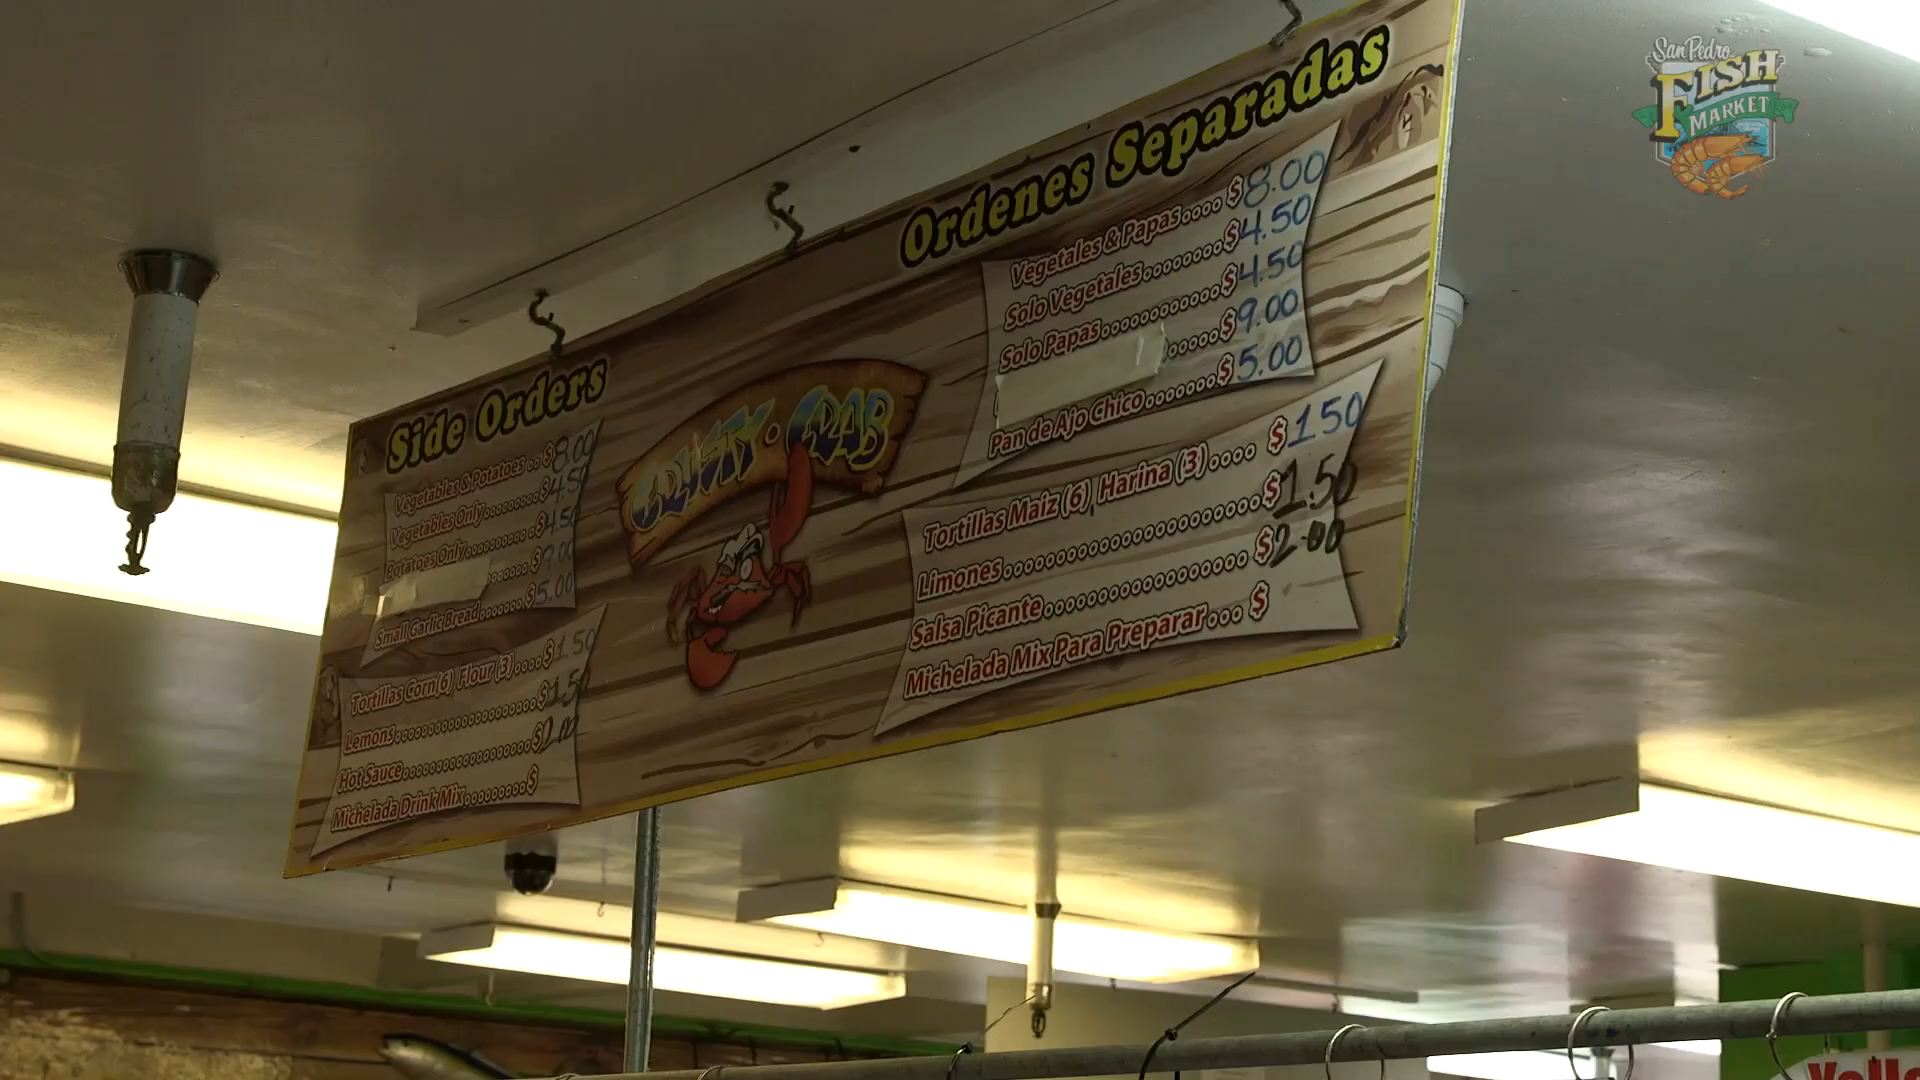 San Pedro
FISH
MARKET
Side Orders
Vegetables & Potatoes .. $8.00
Vegetables Only......... $4.50
Potatoes Only.......... $4.50
....... $9.00
Small Garlic Bread....... $5.00
Tortillas Corn(6) Flour (3).... $1.50
Lemons.................... $1.50
Hot Sauce................... $2.00
Michelada Drink Mix......... $
CRUSTY · CRAB
Ordenes Separadas
Vegetales & Papas.... $8.00
Solo Vegetales......... $4.50
Solo Papas............. $4.50
..... $9.00
Pan de Ajo Chico........ $5.00
Tortillas Maiz (6), Harina (3).... $1.50
Limones......................... $1.50
Salsa Picante.................... $2.00
Michelada Mix Para Preparar... $